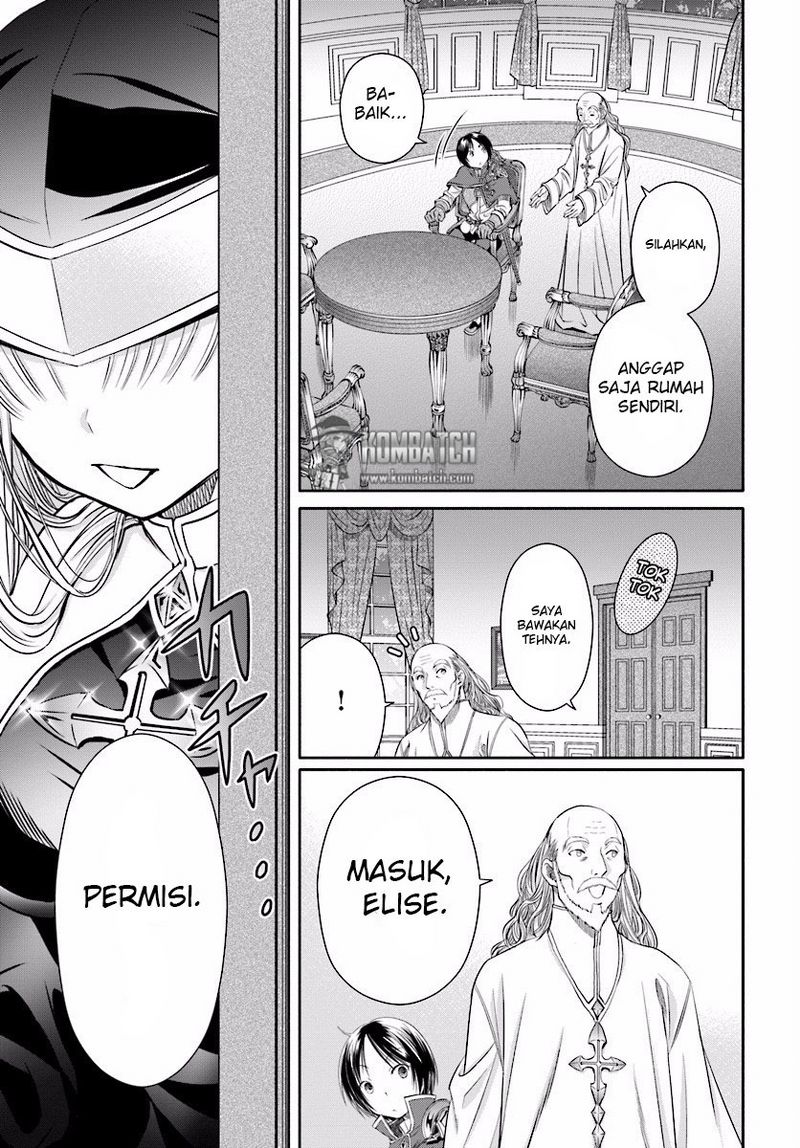 SILAHKAN,
ANGGAP
SAJA RUMAH
SENDIRI.
BA-
BAIK...
KOMBATCH
www.kombatch.com
TOK
TOK
SAYA
BAWAKAN
TEHNYA.
!
MASUK,
ELISE.
ガチャ
PERMISI.